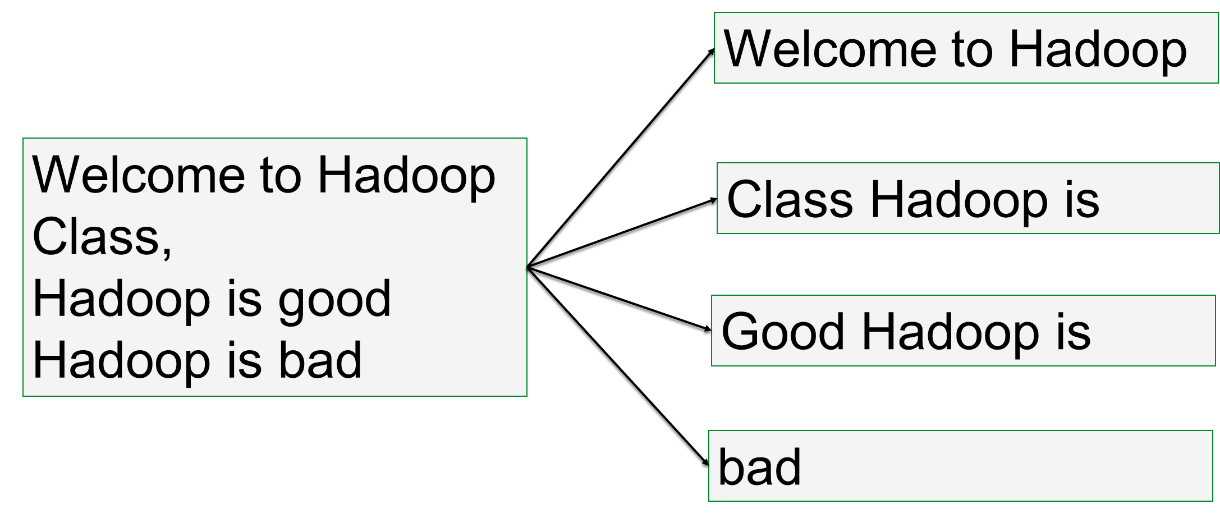 Welcome to Hadoop
Class,
Hadoop is good
Hadoop is bad
Welcome to Hadoop
Class Hadoop is
Good Hadoop is
bad